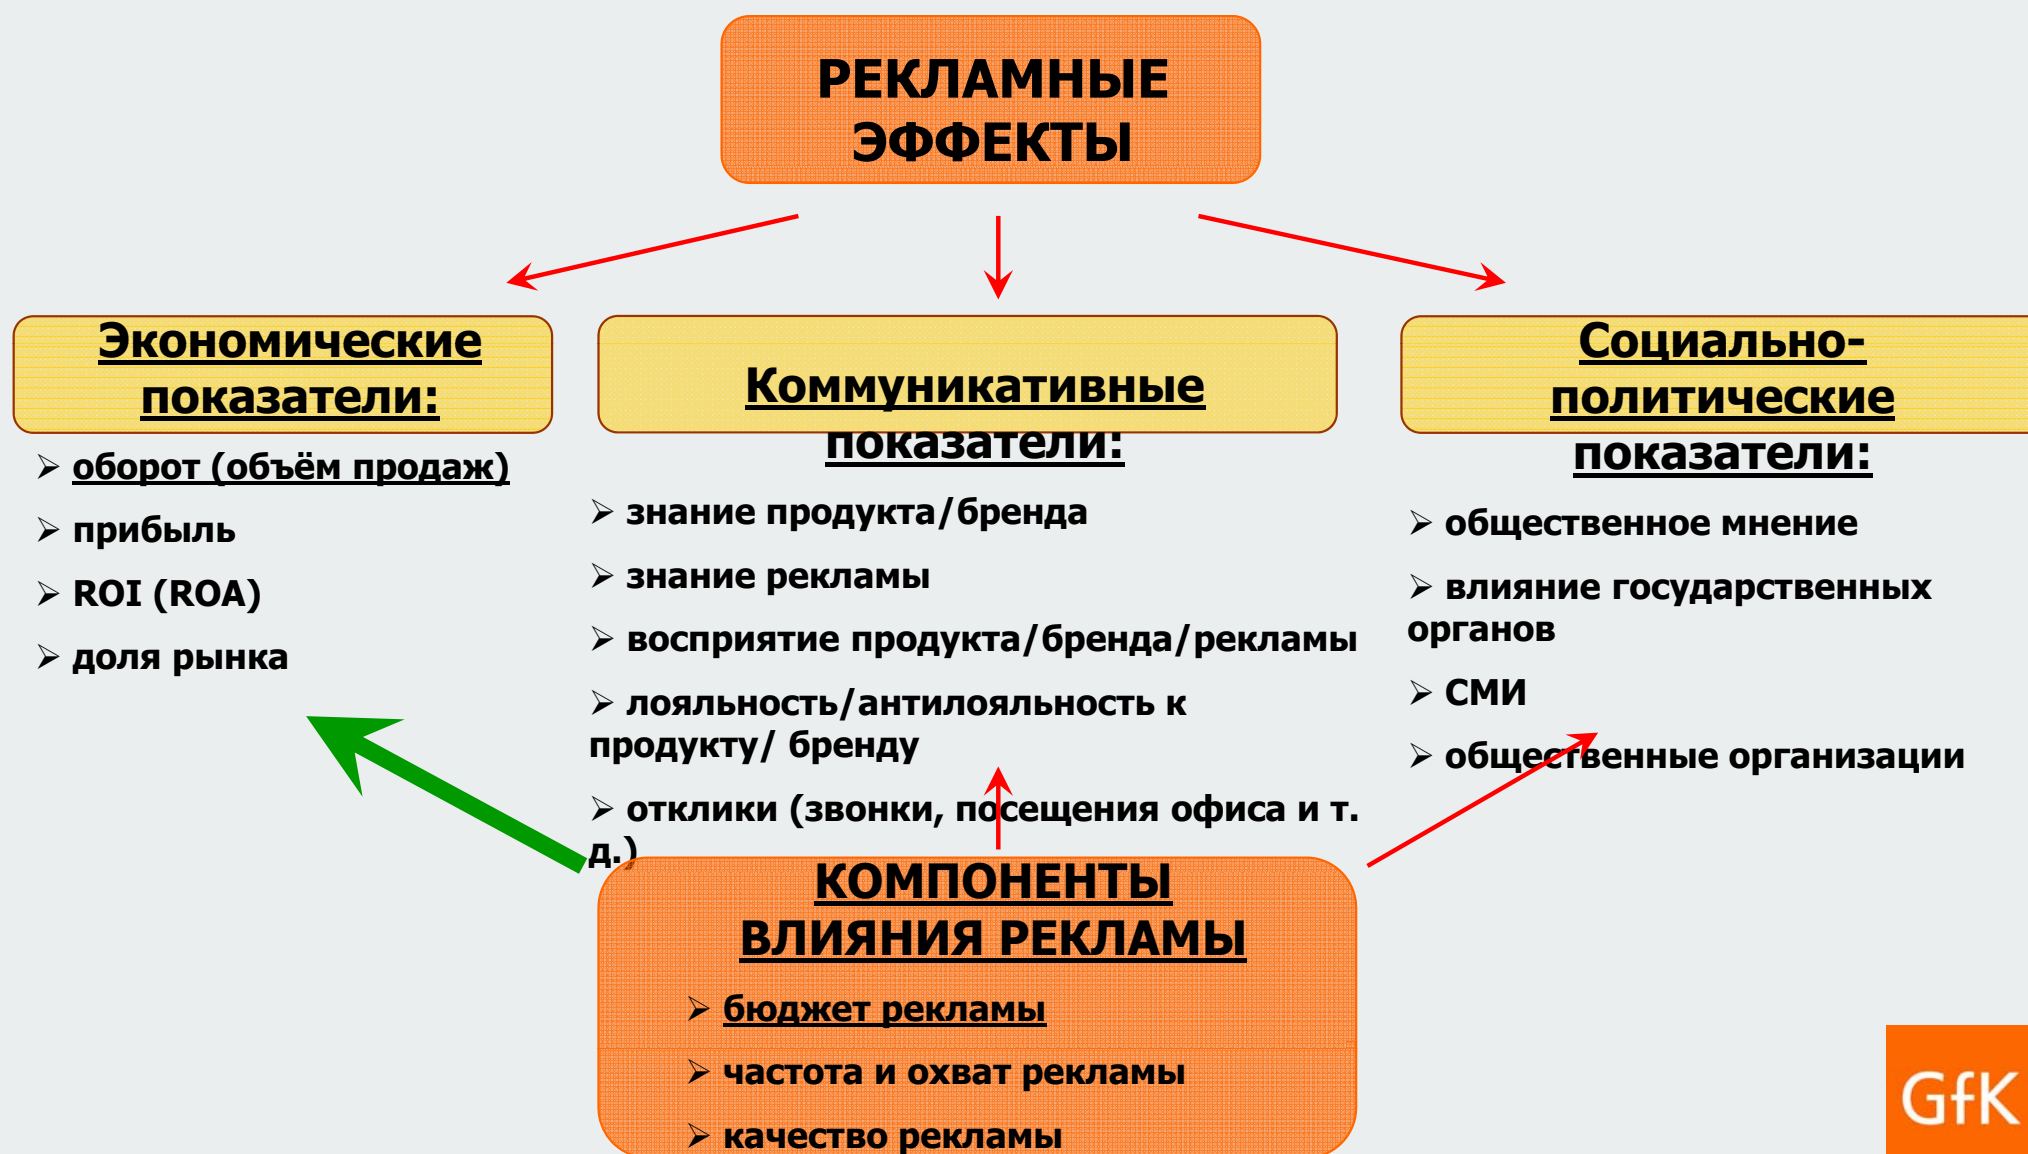 РЕКЛАМНЫЕ
ЭФФЕКТЫ
Экономические
показатели:
➢ оборот (объём продаж)
➢ прибыль
➢ ROI (ROA)
➢ доля рынка
Коммуникативные
показатели:
➢ знание продукта/бренда
➢ знание рекламы
➢ восприятие продукта/бренда/рекламы
➢ лояльность/антилояльность к
продукту/ бренду
➢ отклики (звонки, посещения офиса и т.
д.)
Социально-
политические
показатели:
➢ общественное мнение
➢ влияние государственных
органов
➢ СМИ
➢ общественные организации
КОМПОНЕНТЫ
ВЛИЯНИЯ РЕКЛАМЫ
➢ бюджет рекламы
➢ частота и охват рекламы
➢ качество рекламы
GfK